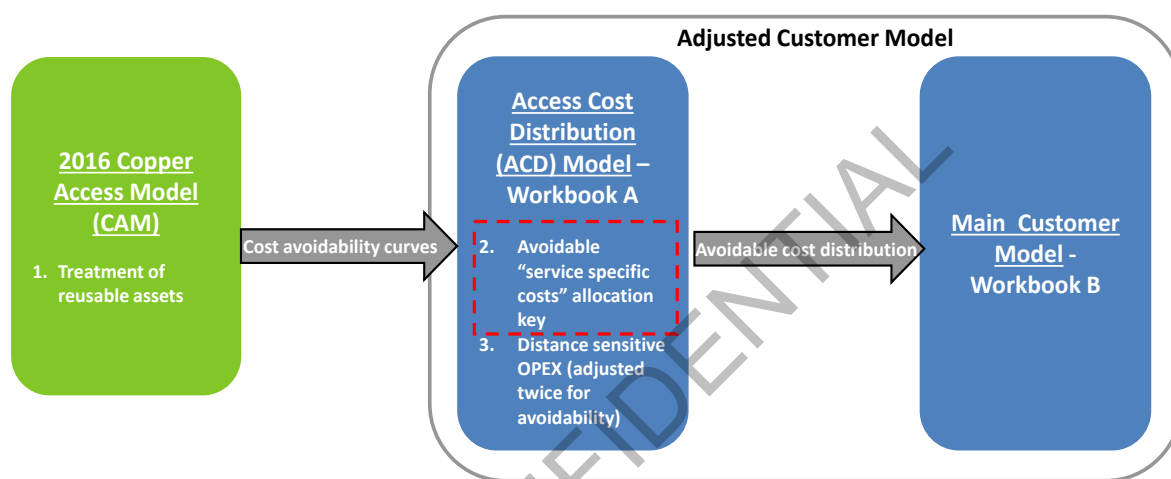 Adjusted Customer Model
2016 Copper
Access Model
(CAM)
1. Treatment of
reusable assets
Cost avoidability curves
Access Cost
Distribution
(ACD) Model –
Workbook A
2. Avoidable
“service specific
costs” allocation
key
3. Distance sensitive
OPEX (adjusted
twice for
avoidability)
Avoidable cost distribution
Main Customer
Model -
Workbook B
FIDENTIAL